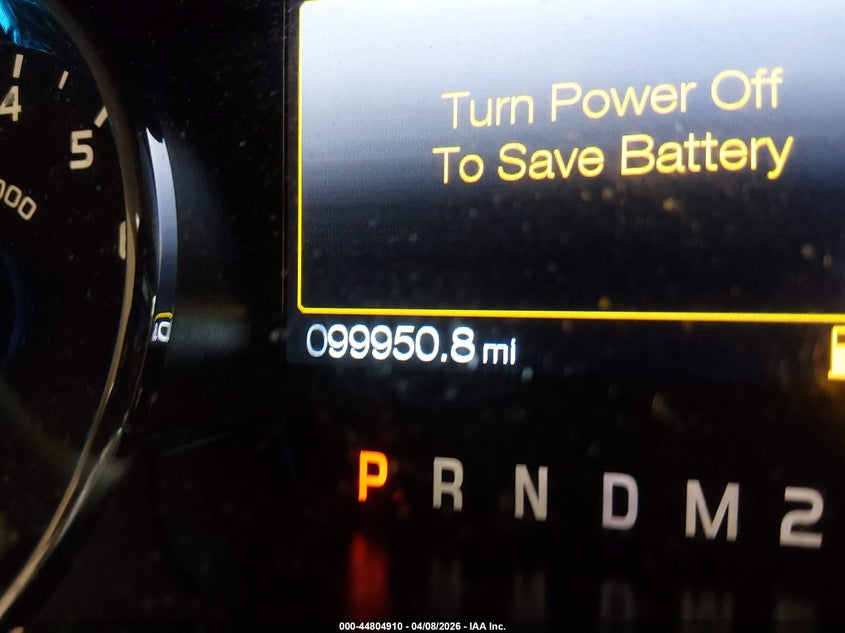 Turn Power Off
To Save Battery
4
5
099950.8 mi
P R N D M 2
000-44804910 - 04/08/2026 - IAA Inc.